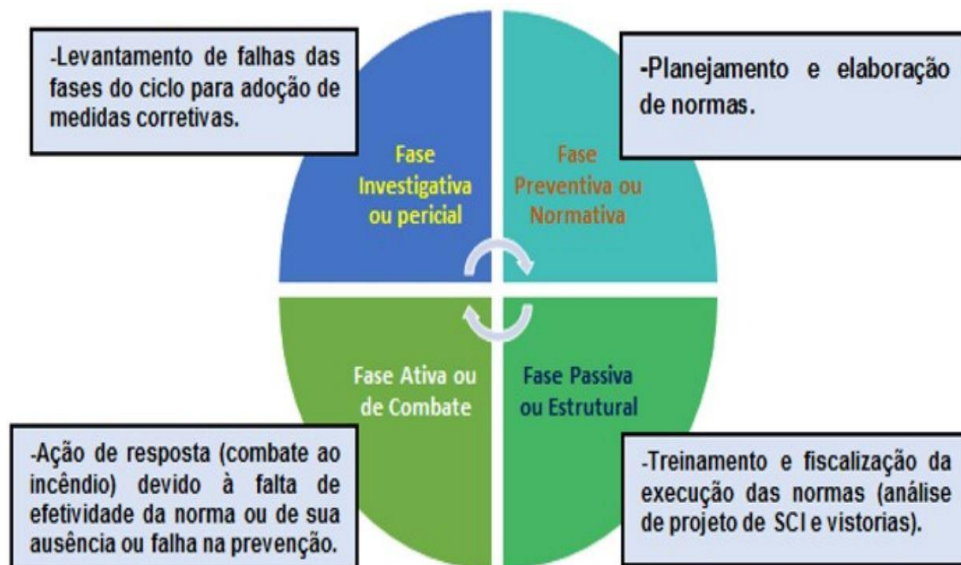 -Levantamento de falhas das
fases do ciclo para adoção de
medidas corretivas.
-Planejamento e elaboração
de normas.
Fase
Investigativa
ou pericial
Fase
Preventiva ou
Normativa
Fase Ativa ou
de Combate
Fase Passiva
ou Estrutural
-Ação de resposta (combate ao
incêndio) devido à falta de
efetividade da norma ou de sua
ausência ou falha na prevenção.
-Treinamento e fiscalização da
execução das normas (análise
de projeto de SCI e vistorias).